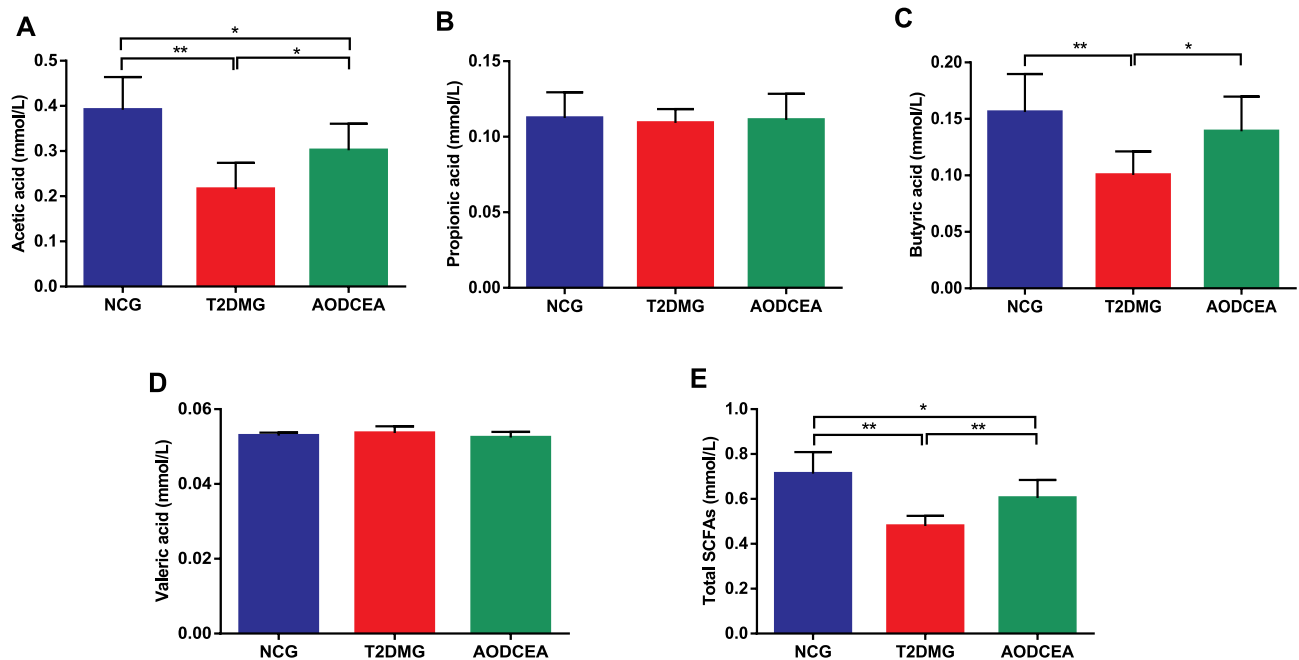 A
*
**
*
Acetic acid (mmol/L)
0.5
0.4
0.3
0.2
0.1
0.0
NCG
T2DMG
AODCEA
B
Propionic acid (mmol/L)
0.15
0.10
0.05
0.00
NCG
T2DMG
AODCEA
C
**
*
Butyric acid (mmol/L)
0.20
0.15
0.10
0.05
0.00
NCG
T2DMG
AODCEA
D
Valeric acid (mmol/L)
0.06
0.04
0.02
0.00
NCG
T2DMG
AODCEA
E
*
**
**
Total SCFAs (mmol/L)
1.0
0.8
0.6
0.4
0.2
0.0
NCG
T2DMG
AODCEA